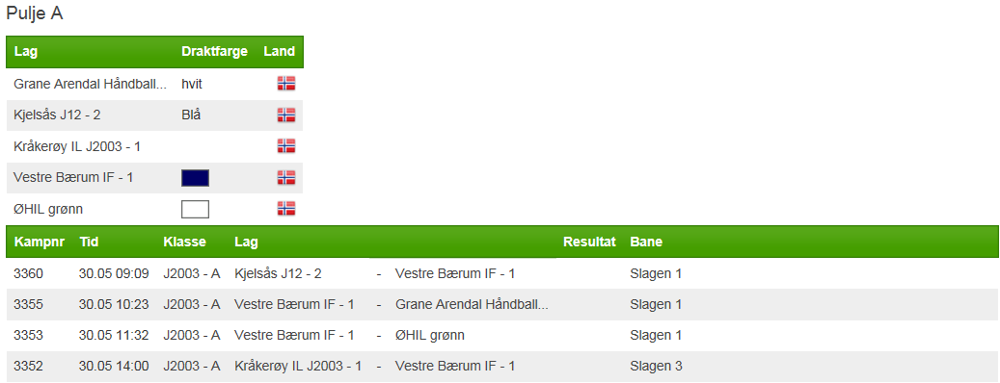 Pulje A
Lag Draktfarge Land
Grane Arendal Håndball... hvit
Kjelsås J12 - 2 Blå
Kråkerøy IL J2003 - 1
Vestre Bærum IF - 1
ØHIL grønn
Kampnr Tid Klasse Lag Resultat Bane
3360 30.05 09:09 J2003 - A Kjelsås J12 - 2 - Vestre Bærum IF - 1 Slagen 1
3355 30.05 10:23 J2003 - A Vestre Bærum IF - 1 - Grane Arendal Håndball... Slagen 1
3353 30.05 11:32 J2003 - A Vestre Bærum IF - 1 - ØHIL grønn Slagen 1
3352 30.05 14:00 J2003 - A Kråkerøy IL J2003 - 1 - Vestre Bærum IF - 1 Slagen 3